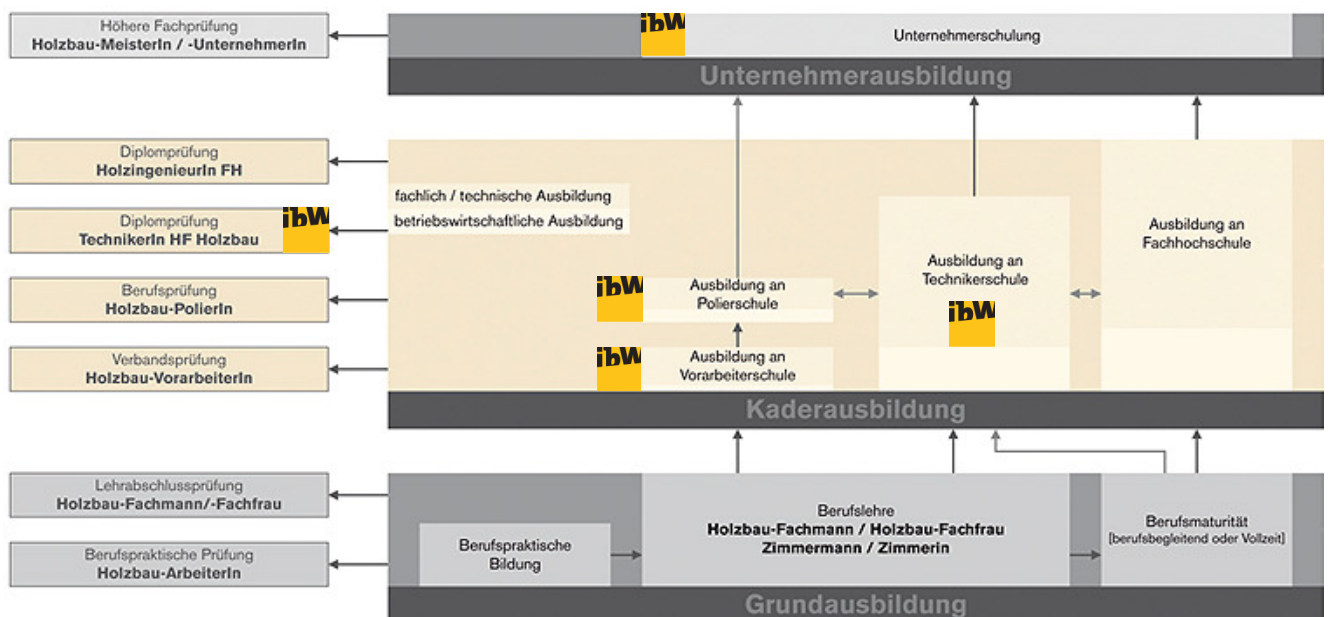 Höhere Fachprüfung
Holzbau-MeisterIn / -UnternehmerIn
ibW
Unternehmerschulung
Unternehmerausbildung
Diplomprüfung
HolzingenieurIn FH
fachlich / technische Ausbildung
betriebswirtschaftliche Ausbildung
Diplomprüfung
TechnikerIn HF Holzbau
ibW
Ausbildung an
Fachhochschule
Ausbildung an
Technikerschule
ibW
Berufsprüfung
Holzbau-PolierIn
ibW
Ausbildung an
Polierschule
Verbandsprüfung
Holzbau-VorarbeiterIn
ibW
Ausbildung an
Vorarbeiterschule
Kaderausbildung
Lehrabschlussprüfung
Holzbau-Fachmann/-Fachfrau
Berufslehre
Holzbau-Fachmann / Holzbau-Fachfrau
Zimmermann / Zimmerin
Berufsmaturität
[berufsbegleitend oder Vollzeit]
Berufspraktische Prüfung
Holzbau-ArbeiterIn
Berufspraktische
Bildung
Grundausbildung